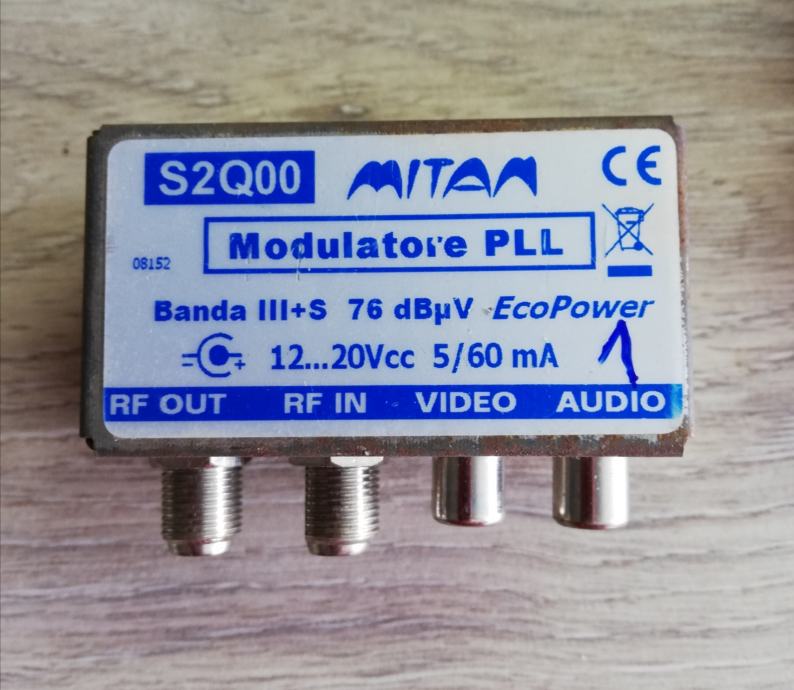 S2Q00 MITAN CE
Modulatore PLL
08152
Banda III+S 76 dBµV EcoPower
- + 12...20Vcc 5/60 mA 1
RF OUT RF IN VIDEO AUDIO